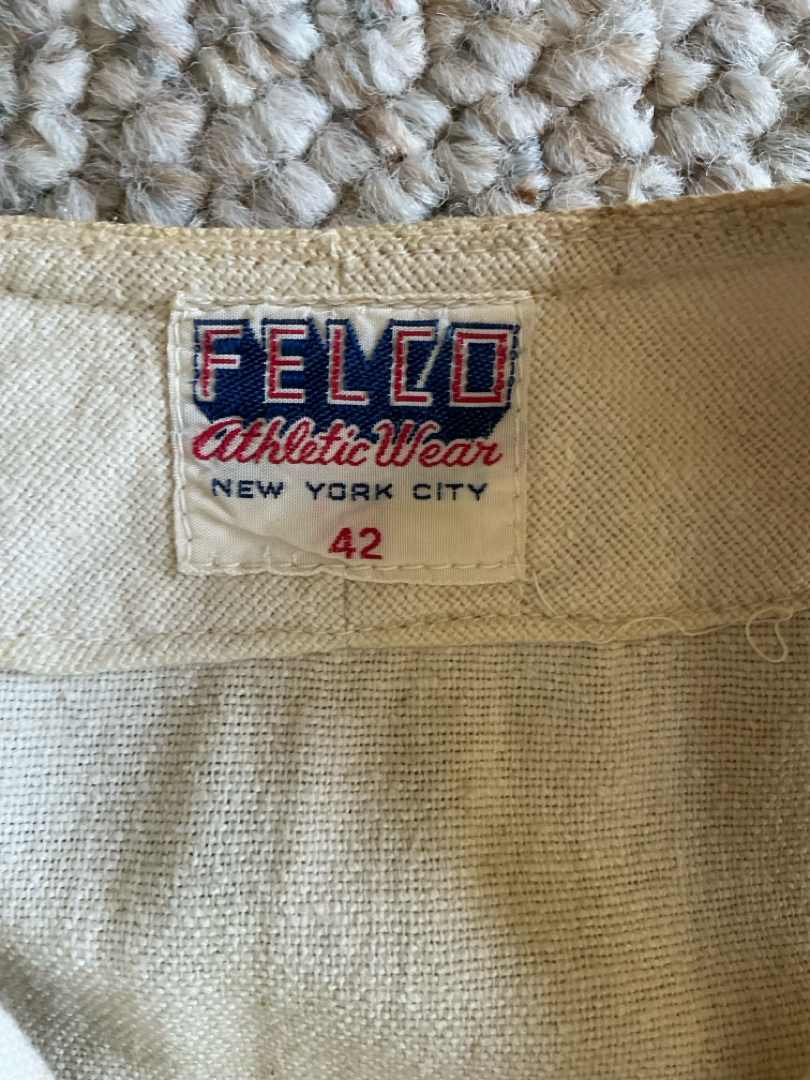 FELCO
Athletic Wear
NEW YORK CITY
42